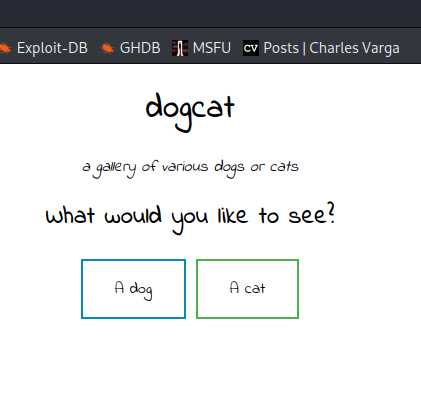 Exploit-DB GHDB MSFU CV Posts | Charles Varga
dogcat
a gallery of various dogs or cats
What would you like to see?
A dog A cat